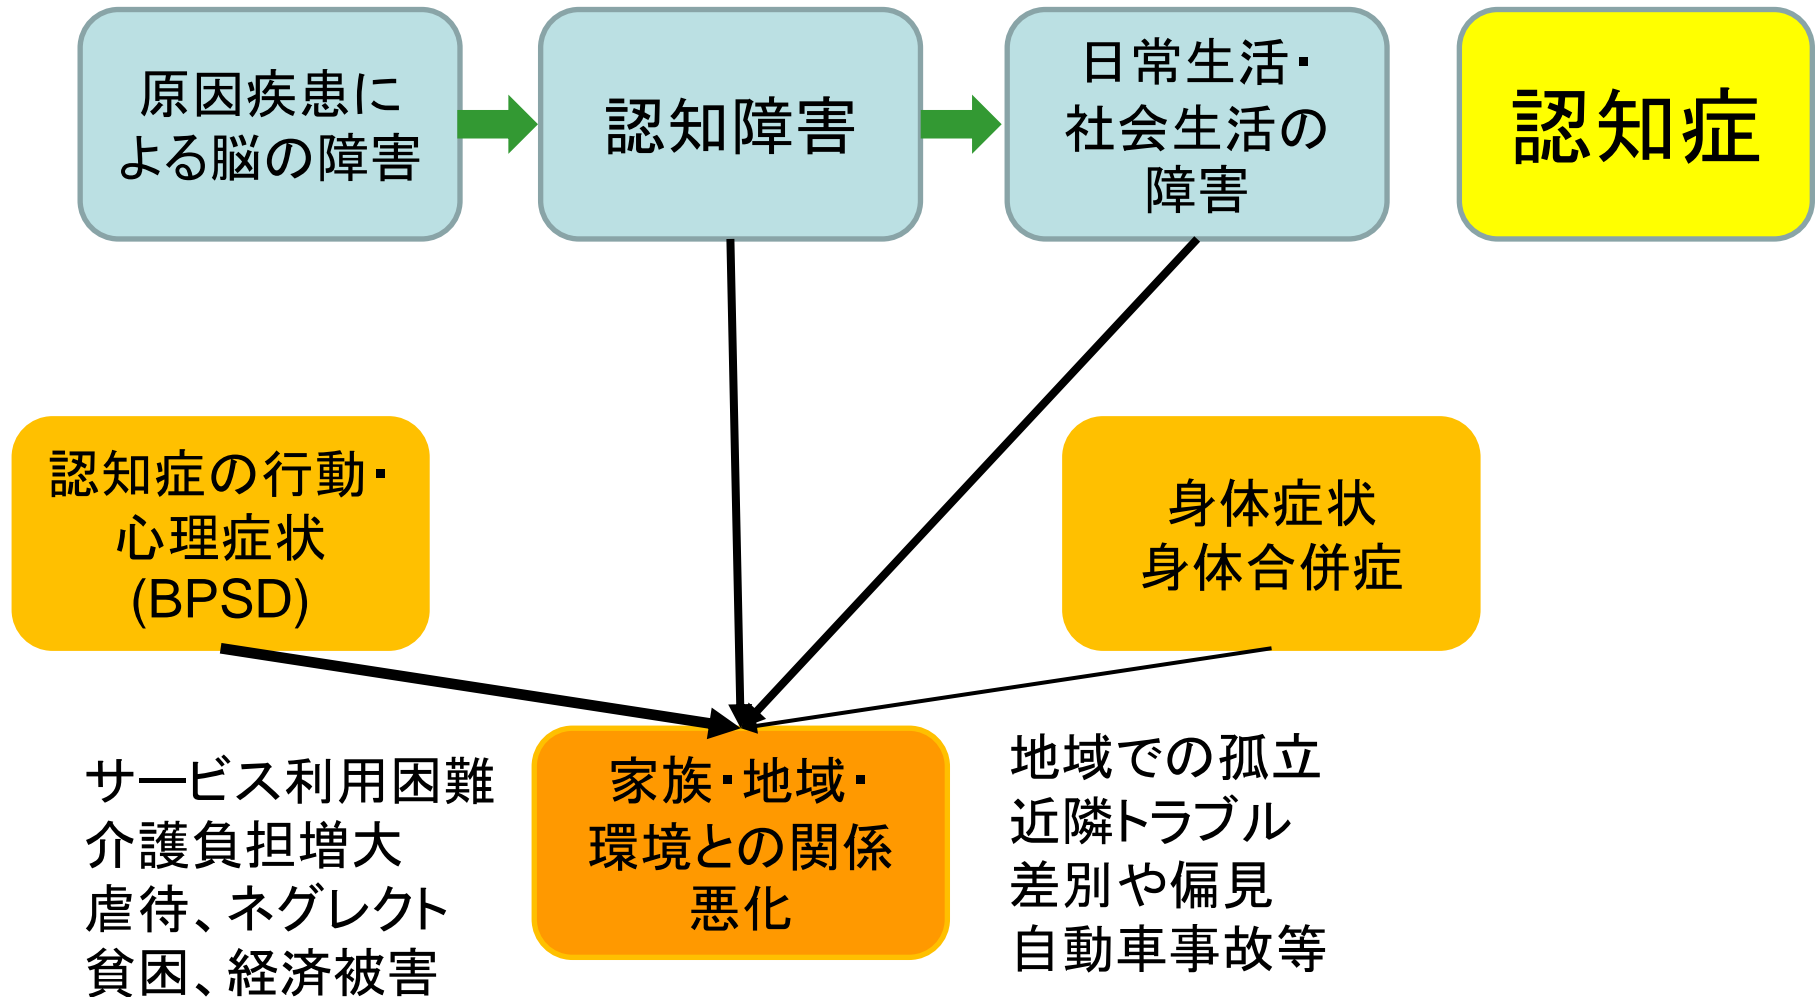 原因疾患に
よる脳の障害
認知障害
日常生活・
社会生活の
障害
認知症
認知症の行動・
心理症状
(BPSD)
身体症状
身体合併症
サービス利用困難
介護負担増大
虐待、ネグレクト
貧困、経済被害
家族・地域・
環境との関係
悪化
地域での孤立
近隣トラブル
差別や偏見
自動車事故等